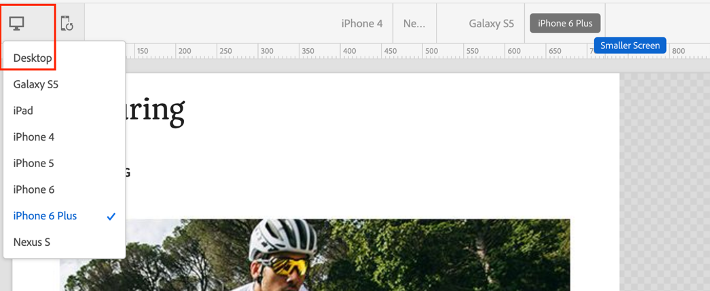 iPhone 4 Ne... Galaxy S5 iPhone 6 Plus
Smaller Screen
150 200 250 300 350 400 450 500 550 600 650 800
Desktop
Galaxy S5
iPad
iPhone 4
iPhone 5
iPhone 6
iPhone 6 Plus
Nexus S
uring
G